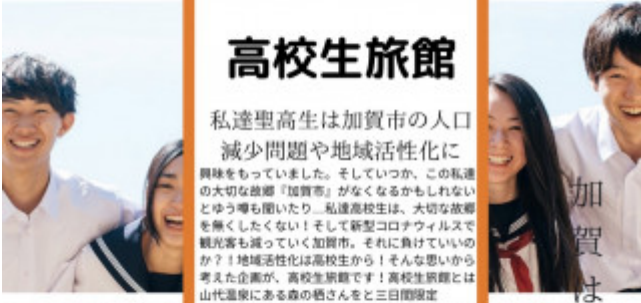 高校生旅館
私達聖高生は加賀市の人口
減少問題や地域活性化に
興味をもっていました。そしていつか、この私達
の大切な故郷『加賀市』がなくなるかもしれない
とゆう噂も聞いたり...私達高校生は、大切な故郷
を無くしたくない！そして新型コロナウィルスで
観光客も減っていく加賀市。それに負けていいの
か？！地域活性化は高校生から！そんな思いから
考えた企画が、高校生旅館です！高校生旅館とは
山代温泉にある森の栖さんをと三日間限定
加賀は